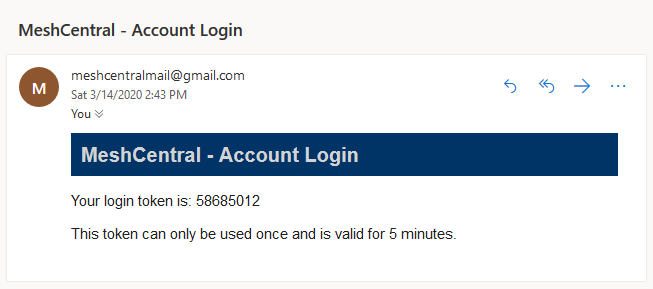 MeshCentral - Account Login
M
meshcentralmail@gmail.com
Sat 3/14/2020 2:43 PM
You
MeshCentral - Account Login
Your login token is: 58685012
This token can only be used once and is valid for 5 minutes.